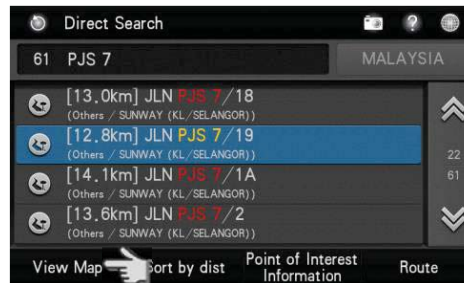 Direct Search
?
61 PJS 7
MALAYSIA
[13.0km] JLN PJS 7/18
(Others / SUNWAY (KL/SELANGOR))
[12.8km] JLN PJS 7/19
(Others / SUNWAY (KL/SELANGOR))
[14.1km] JLN PJS 7/1A
(Others / SUNWAY (KL/SELANGOR))
[13.6km] JLN PJS 7/2
(Others / SUNWAY (KL/SELANGOR))
22
61
View Map
Sort by dist
Point of Interest
Information
Route